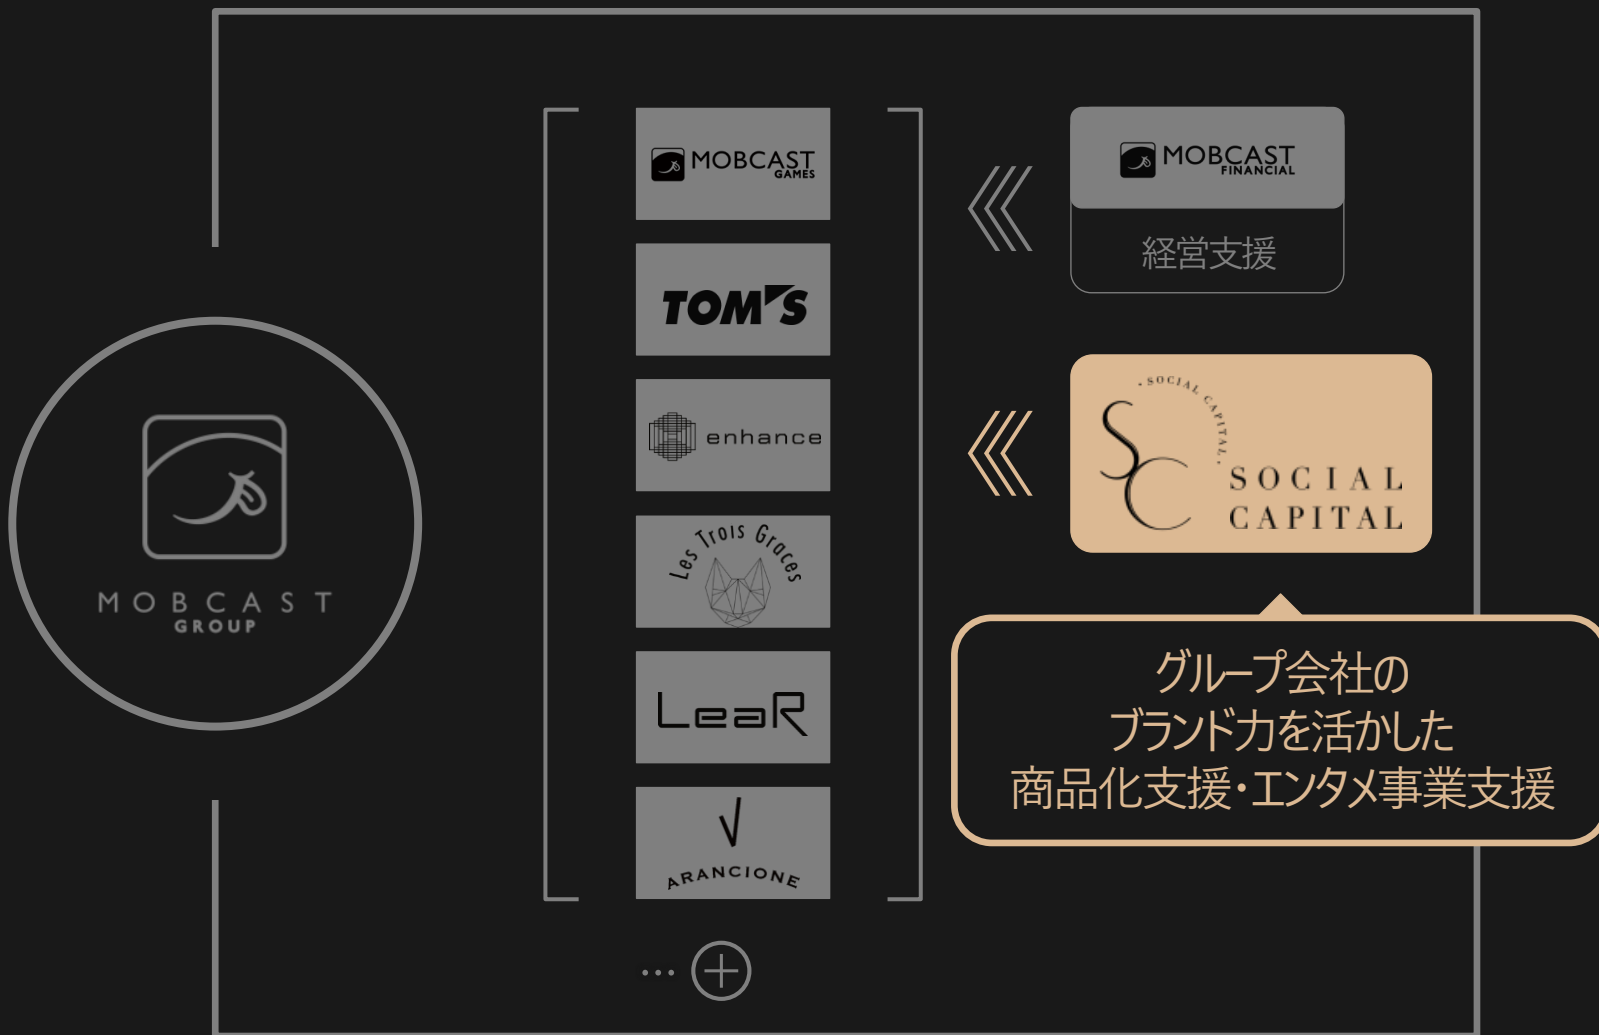 MOBCAST
GROUP
MOBCAST
GAMES
TOM'S
enhance
Les Trois Graces
LeaR
ARANCIONE
…
MOBCAST
FINANCIAL
経営支援
・SOCIAL CAPITAL・
SC
SOCIAL
CAPITAL
グループ会社の
ブランド力を活かした
商品化支援・エンタメ事業支援